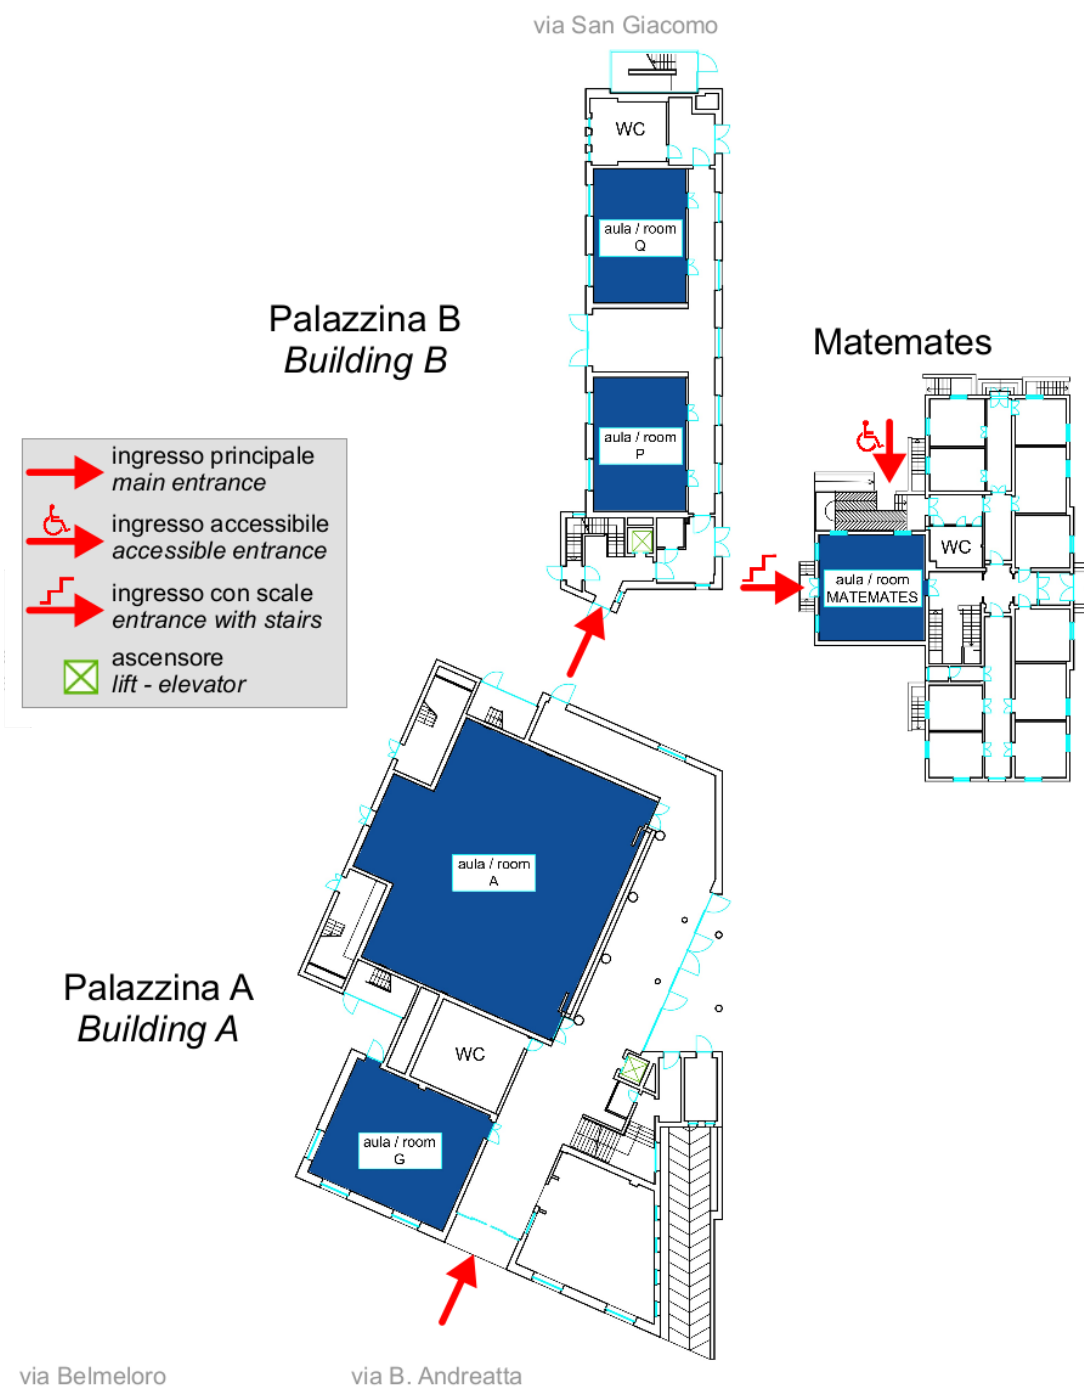 via San Giacomo
WC
aula / room
Q
Palazzina B
Building B
Matemates
aula / room
P
ingresso principale
main entrance
ingresso accessibile
accessible entrance
ingresso con scale
entrance with stairs
ascensore
lift - elevator
WC
aula / room
MATEMATES
aula / room
A
Palazzina A
Building A
WC
aula / room
G
via Belmeloro
via B. Andreatta